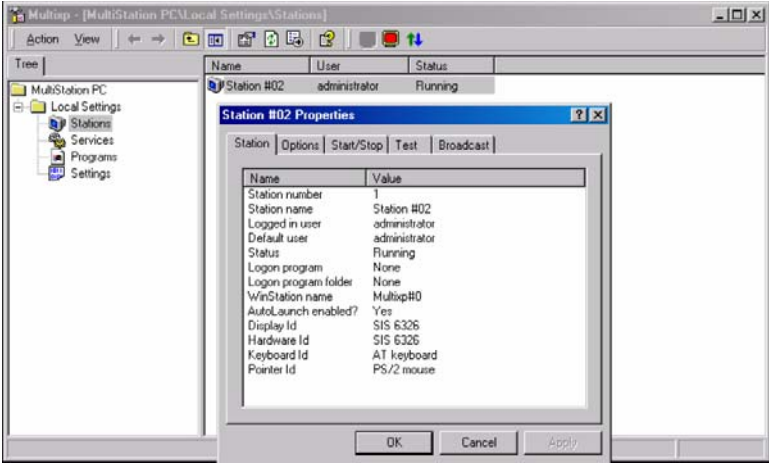 Multixp - [MultiStation PC\Local Settings\Stations]
Action View
Tree
MultiStation PC
Local Settings
Stations
Services
Programs
Settings
Name User Status
Station #02 administrator Running
Station #02 Properties
Station Options Start/Stop Test Broadcast
Name Value
Station number 1
Station name Station #02
Logged in user administrator
Default user administrator
Status Running
Logon program None
Logon program folder None
WinStation name Multixp#0
AutoLaunch enabled? Yes
Display Id SIS 6326
Hardware Id SIS 6326
Keyboard Id AT keyboard
Pointer Id PS/2 mouse
OK Cancel Apply